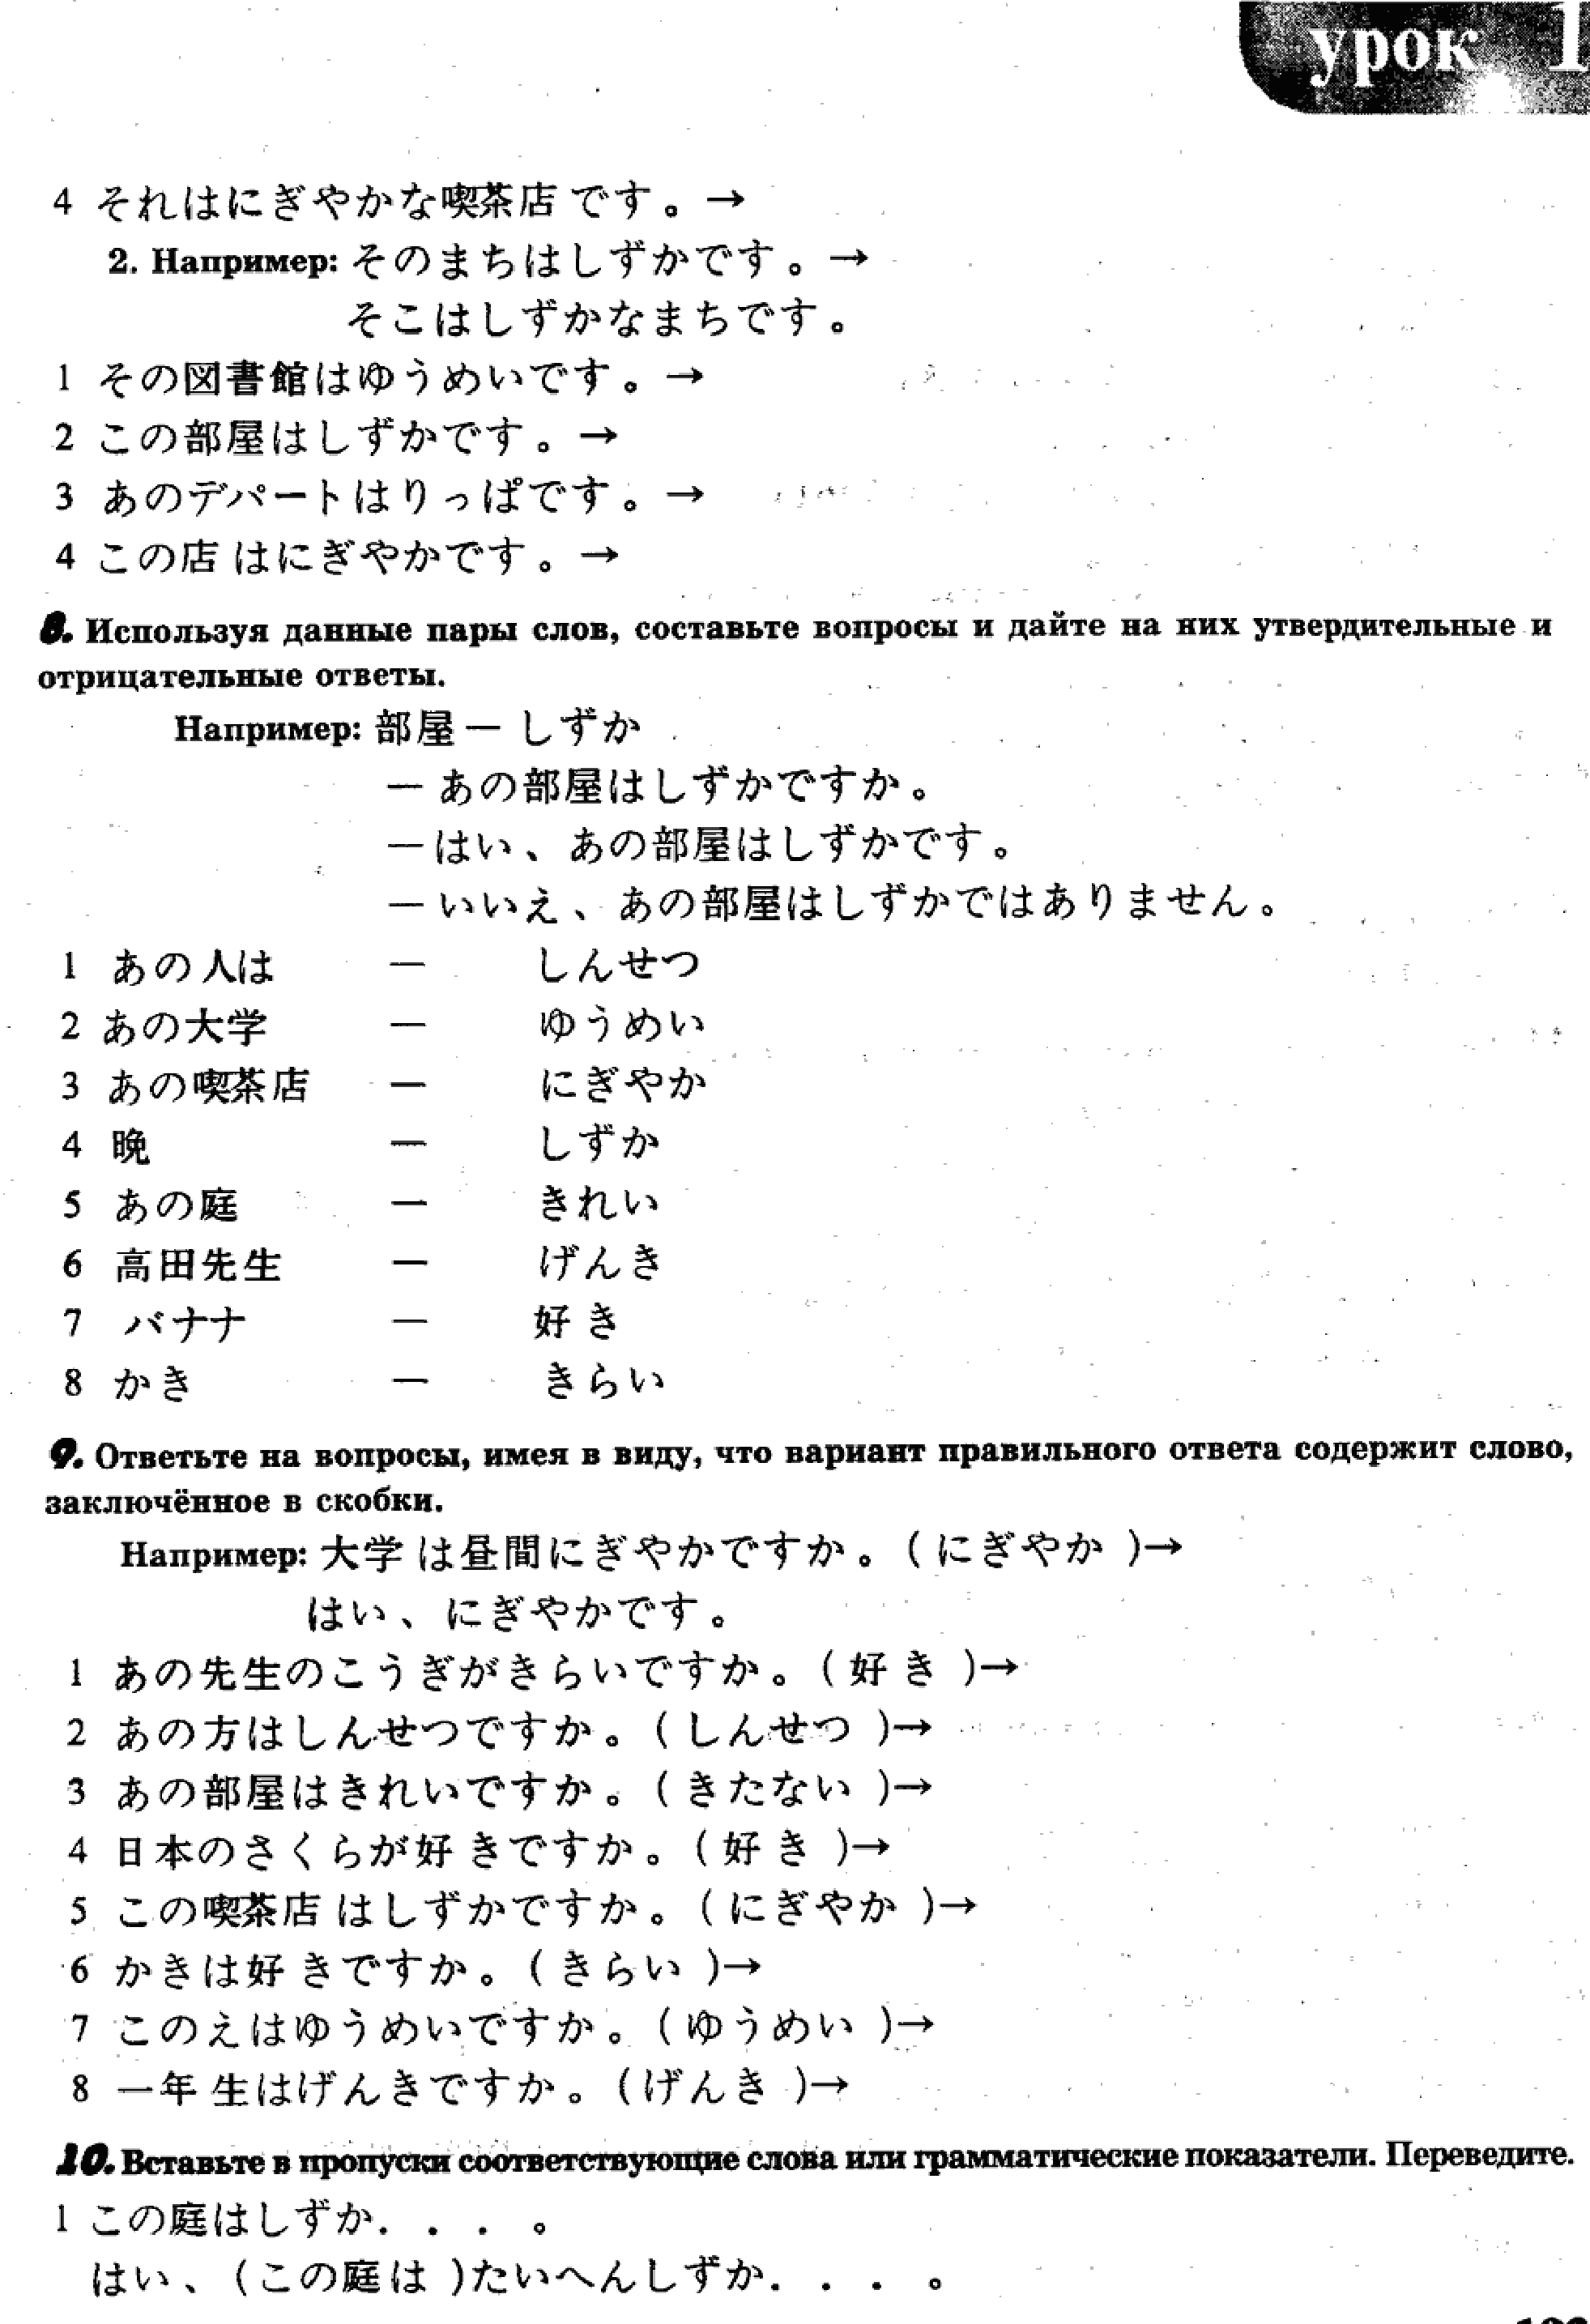 урок 1
4 それはにぎやかな喫茶店です。→
2. Например: そのまちはしずかです。→
そこはしずかなまちです。
1 その図書館はゆうめいです。→
2 この部屋はしずかです。→
3 あのデパートはりっぱです。→
4 この店はにぎやかです。→
8. Используя данные пары слов, составьте вопросы и дайте на них утвердительные и
отрицательные ответы.
Например: 部屋 — しずか
— あの部屋はしずかですか。
— はい、あの部屋はしずかです。
— いいえ、あの部屋はしずかではありません。
1 あの人は — しんせつ
2 あの大学 — ゆうめい
3 あの喫茶店 — にぎやか
4 晩 — しずか
5 あの庭 — きれい
6 高田先生 — げんき
7 バナナ — 好き
8 かき — きらい
9. Ответьте на вопросы, имея в виду, что вариант правильного ответа содержит слово,
заключённое в скобки.
Например: 大学は昼間にぎやかですか。(にぎやか)→
はい、にぎやかです。
1 あの先生のこうぎがきらいですか。(好き)→
2 あの方はしんせつですか。(しんせつ)→
3 あの部屋はきれいですか。(きたない)→
4 日本のさくらが好きですか。(好き)→
5 この喫茶店はしずかですか。(にぎやか)→
6 かきは好きですか。(きらい)→
7 このえはゆうめいですか。(ゆうめい)→
8 一年生はげんきですか。(げんき)→
10. Вставьте в пропуски соответствующие слова или грамматические показатели. Переведите.
1 この庭はしずか. . . . 。
はい、(この庭は)たいへんしずか. . . . 。